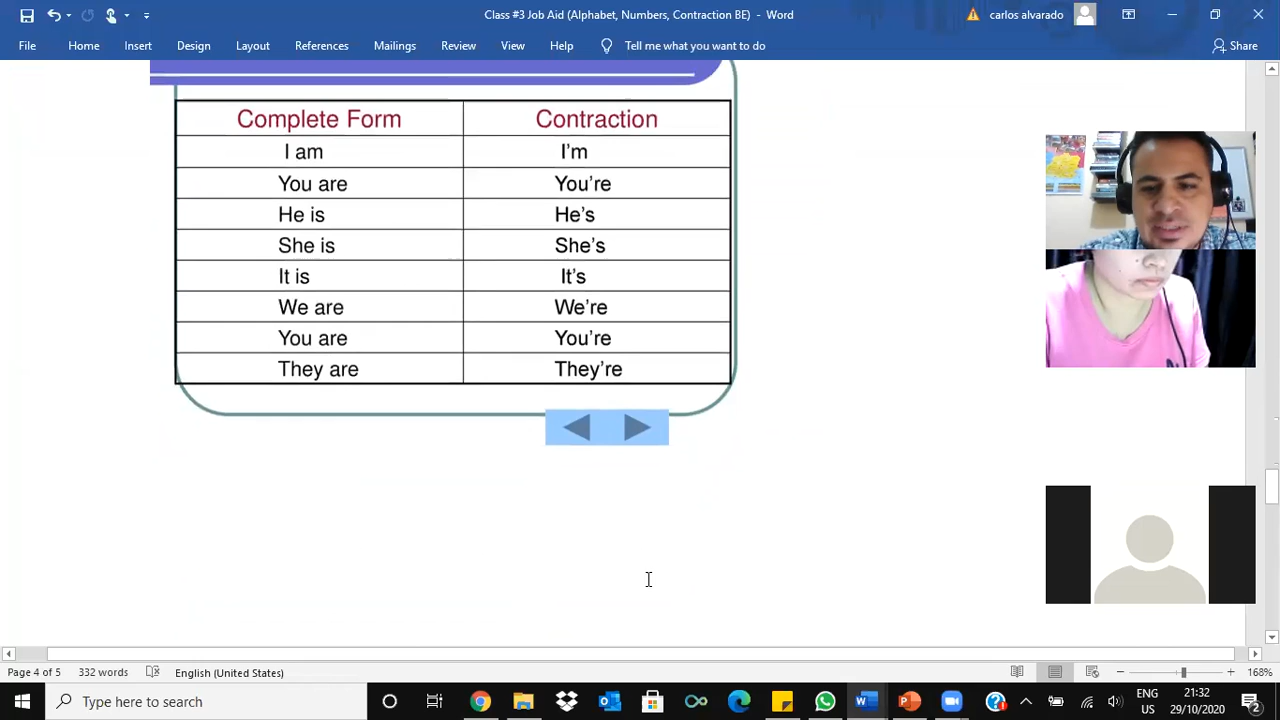 Class #3 Job Aid (Alphabet, Numbers, Contraction BE) - Word
carlos alvarado
File Home Insert Design Layout References Mailings Review View Help Tell me what you want to do Share
Complete Form Contraction
I am I'm
You are You're
He is He's
She is She's
It is It's
We are We're
You are You're
They are They're
Page 4 of 5 332 words English (United States) 168%
Type here to search
ENG 21:32
US 29/10/2020 2